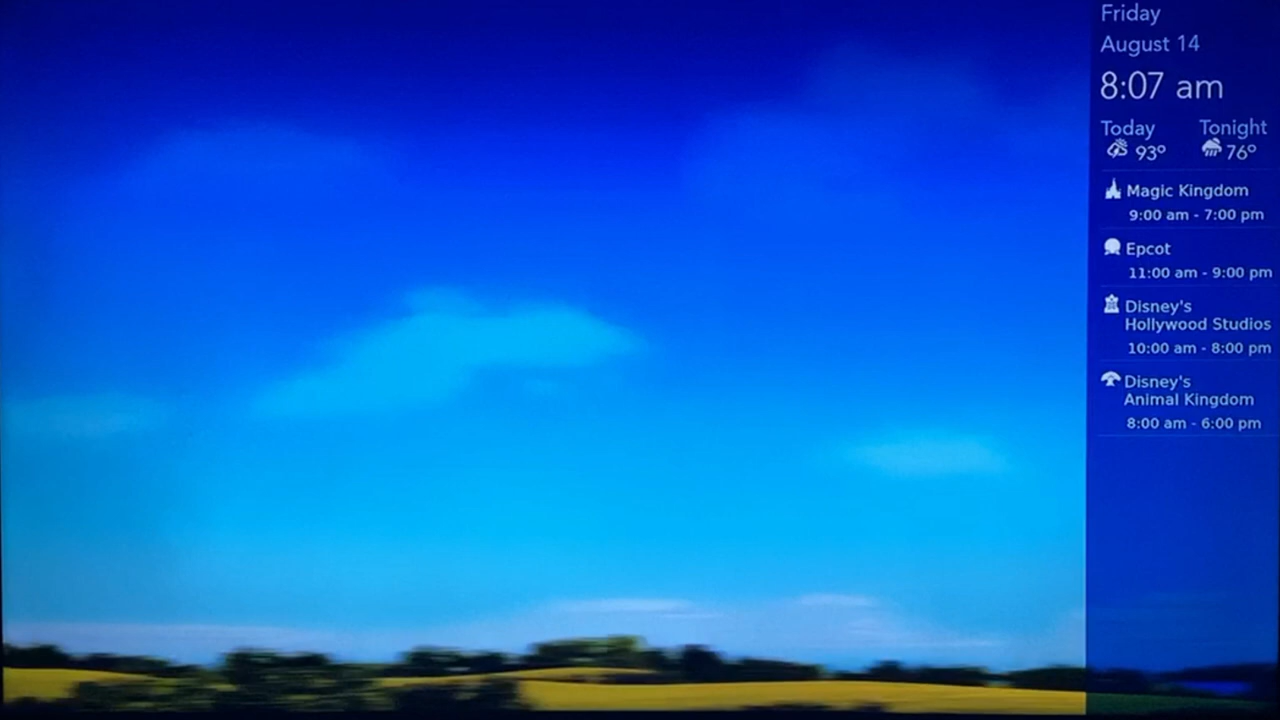 Friday
August 14
8:07 am
Today Tonight
93° 76°
Magic Kingdom
9:00 am - 7:00 pm
Epcot
11:00 am - 9:00 pm
Disney's
Hollywood Studios
10:00 am - 8:00 pm
Disney's
Animal Kingdom
8:00 am - 6:00 pm